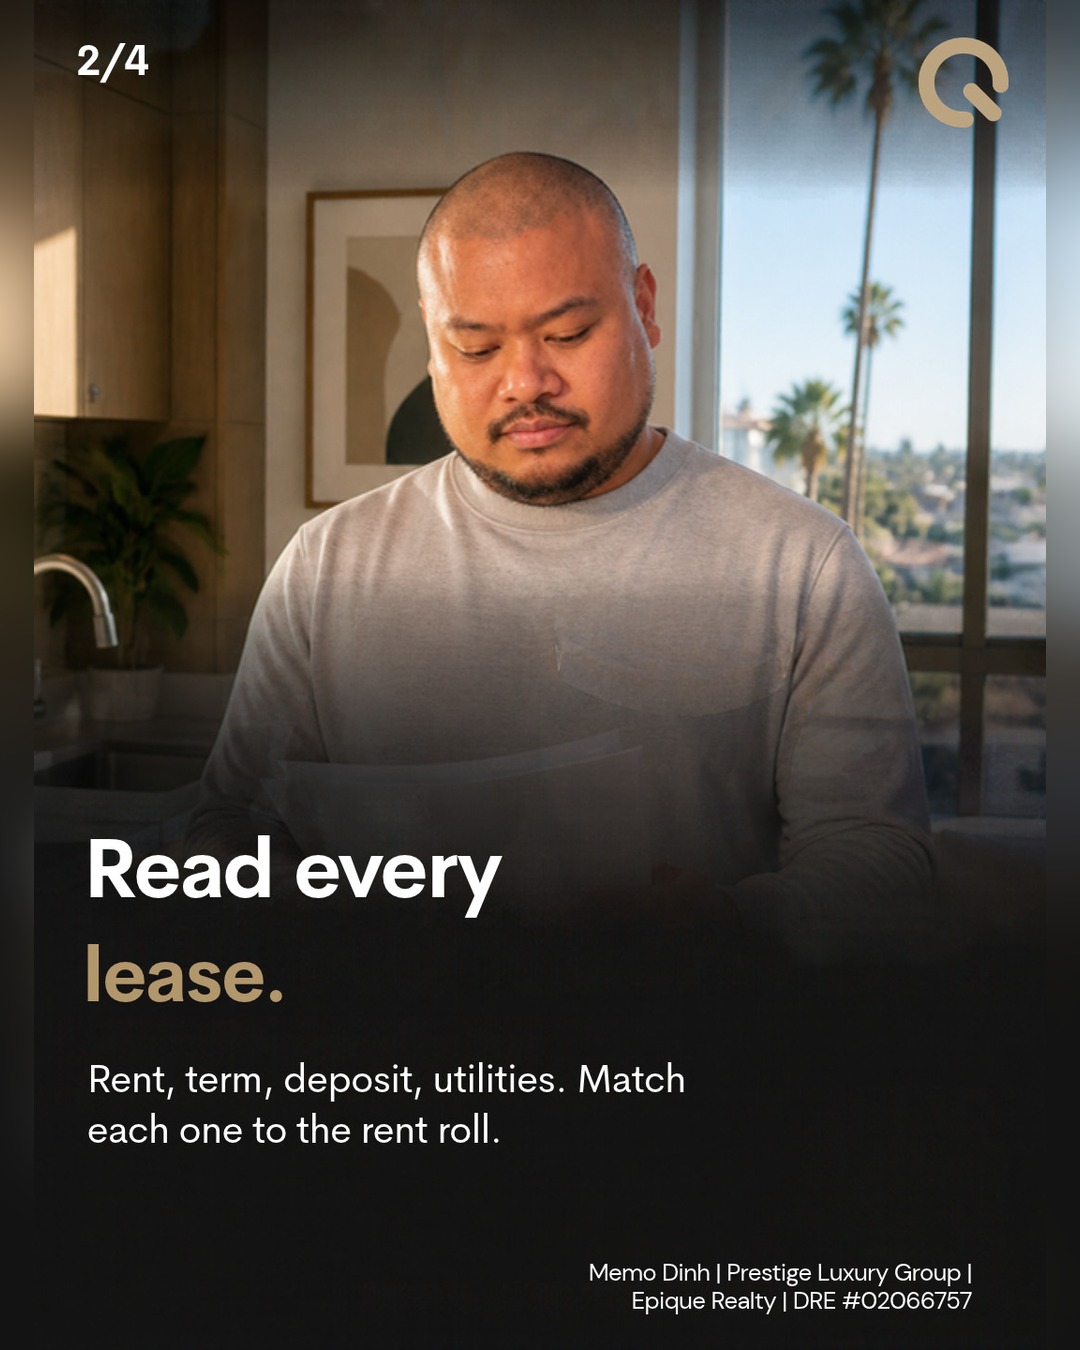 2/4
Read every
lease.
Rent, term, deposit, utilities. Match
each one to the rent roll.
Memo Dinh | Prestige Luxury Group |
Epique Realty | DRE #02066757